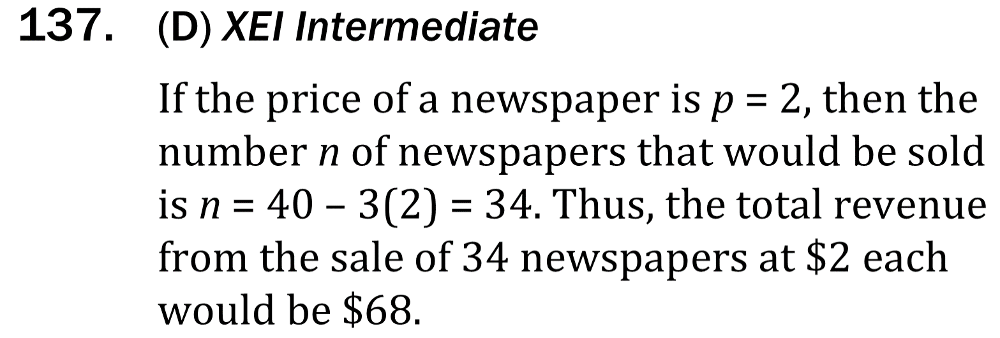 137. (D) XEI Intermediate
If the price of a newspaper is p = 2, then the
number n of newspapers that would be sold
is n = 40 – 3(2) = 34. Thus, the total revenue
from the sale of 34 newspapers at $2 each
would be $68.